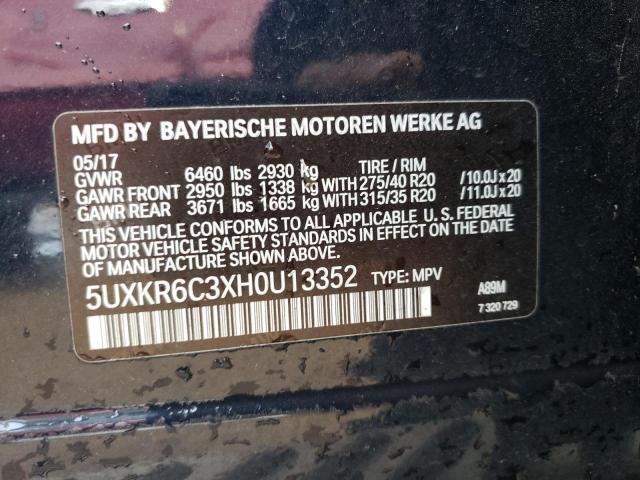 MFD BY BAYERISCHE MOTOREN WERKE AG
05/17
GVWR 6460 lbs 2930 kg TIRE / RIM
GAWR FRONT 2950 lbs 1338 kg WITH 275/40 R20 /10.0J x 20
GAWR REAR 3671 lbs 1665 kg WITH 315/35 R20 /11.0J x 20
THIS VEHICLE CONFORMS TO ALL APPLICABLE U. S. FEDERAL
MOTOR VEHICLE SAFETY STANDARDS IN EFFECT ON THE DATE
OF MANUFACTURE SHOWN ABOVE.
5UXKR6C3XH0U13352 TYPE: MPV
A89M
7 320 729